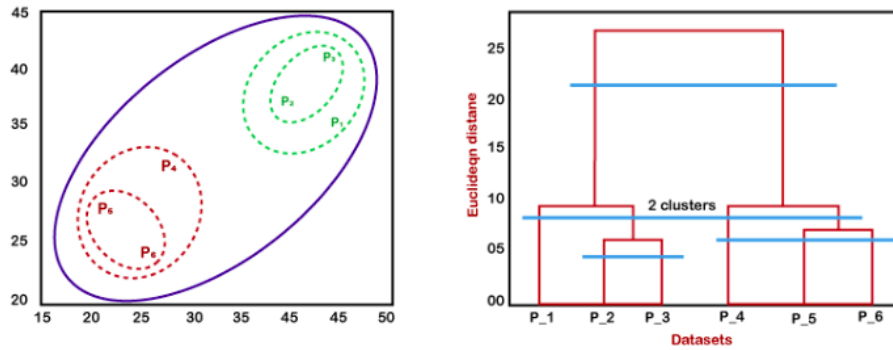 45
40
35
30
25
20
15 20 25 30 35 45 45 50
P₃
P₂
P₁
P₄
P₅
P₆
Euclideqn distane
25
20
15
10
05
00
2 clusters
P_1 P_2 P_3 P_4 P_5 P_6
Datasets